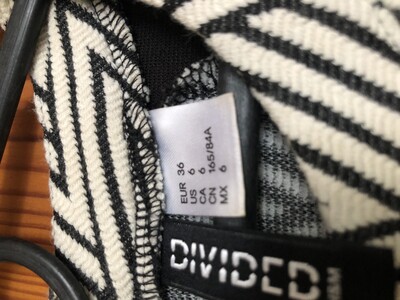 EUR 36
US 6
CA 6
CN 165/84A
MX 6
DIVIDED